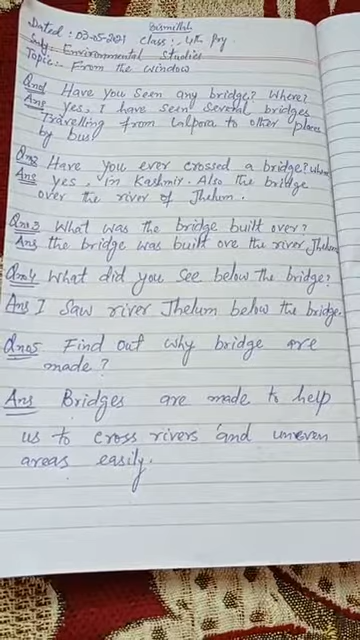 Bismillah
Dated : 03-05-2021 Class :- 4th Pry
Sub :- Environmental Studies
Topic :- From the window
Qno1 Have you seen any bridge? Where?
Ans yes, I have seen several bridges
Travelling from Walpora to other places
by bus
Qno2 Have you ever crossed a bridge? where
Ans yes, in Kashmir. Also the bridge
over the river of Jhelum.
Qno3 What was the bridge built over?
Ans the bridge was built ove the river Jhelum
Qno4 What did you see below the bridge?
Ans I saw river Jhelum below the bridge.
Qno5 Find out why bridge are
made?
Ans Bridges are made to help
us to cross rivers and uneven
areas easily.